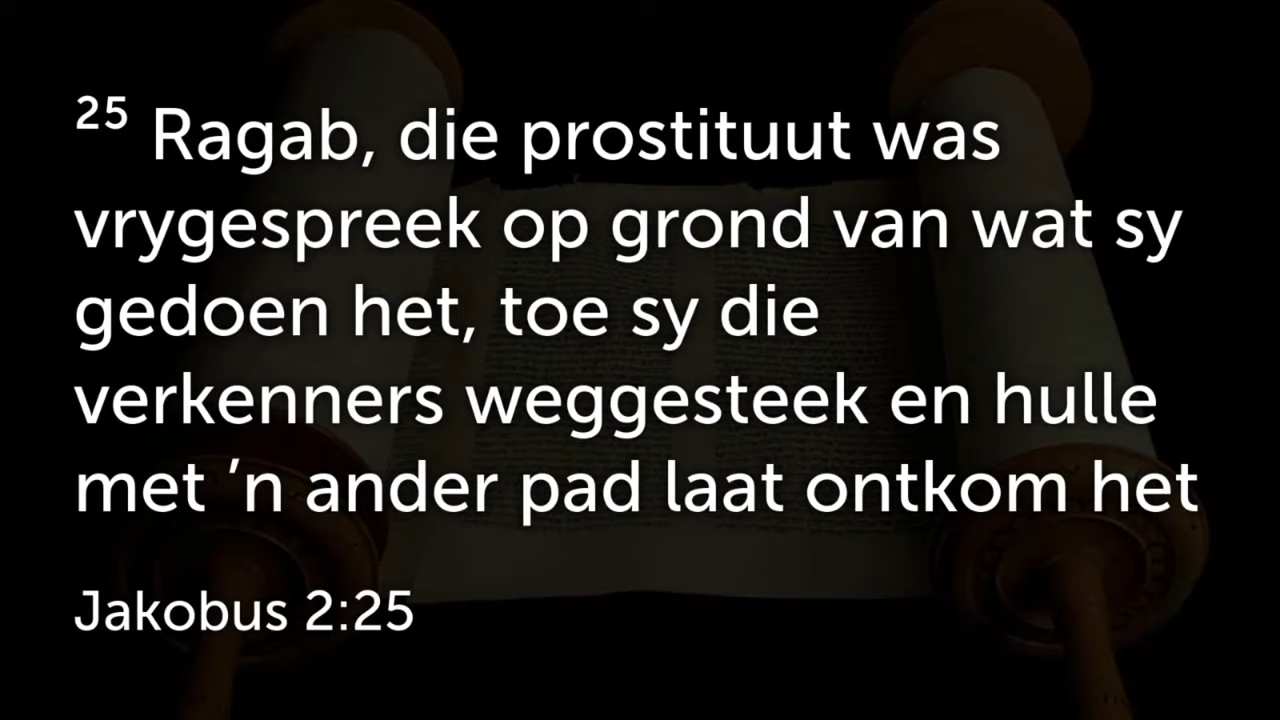 25 Ragab, die prostituut was
vrygespreek op grond van wat sy
gedoen het, toe sy die
verkenners weggesteek en hulle
met ’n ander pad laat ontkom het
Jakobus 2:25